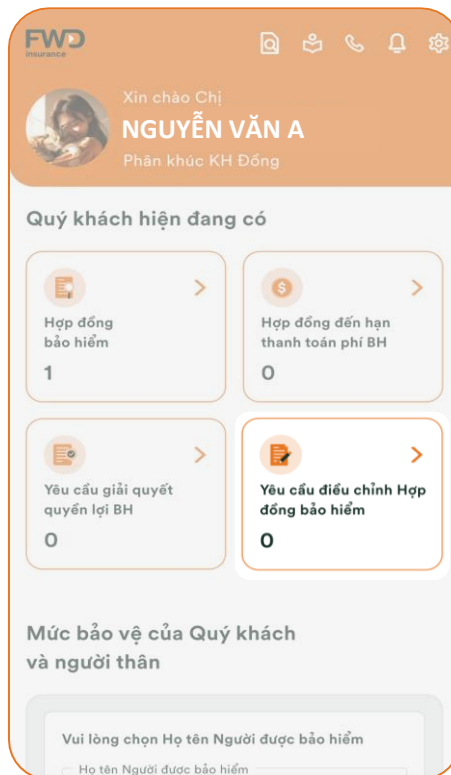 FWD
insurance
Xin chào Chị
NGUYỄN VĂN A
Phân khúc KH Đồng
Quý khách hiện đang có
Hợp đồng
bảo hiểm
1
Hợp đồng đến hạn
thanh toán phí BH
0
Yêu cầu giải quyết
quyền lợi BH
0
Yêu cầu điều chỉnh Hợp
đồng bảo hiểm
0
Mức bảo vệ của Quý khách
và người thân
Vui lòng chọn Họ tên Người được bảo hiểm
Họ tên Người được bảo hiểm